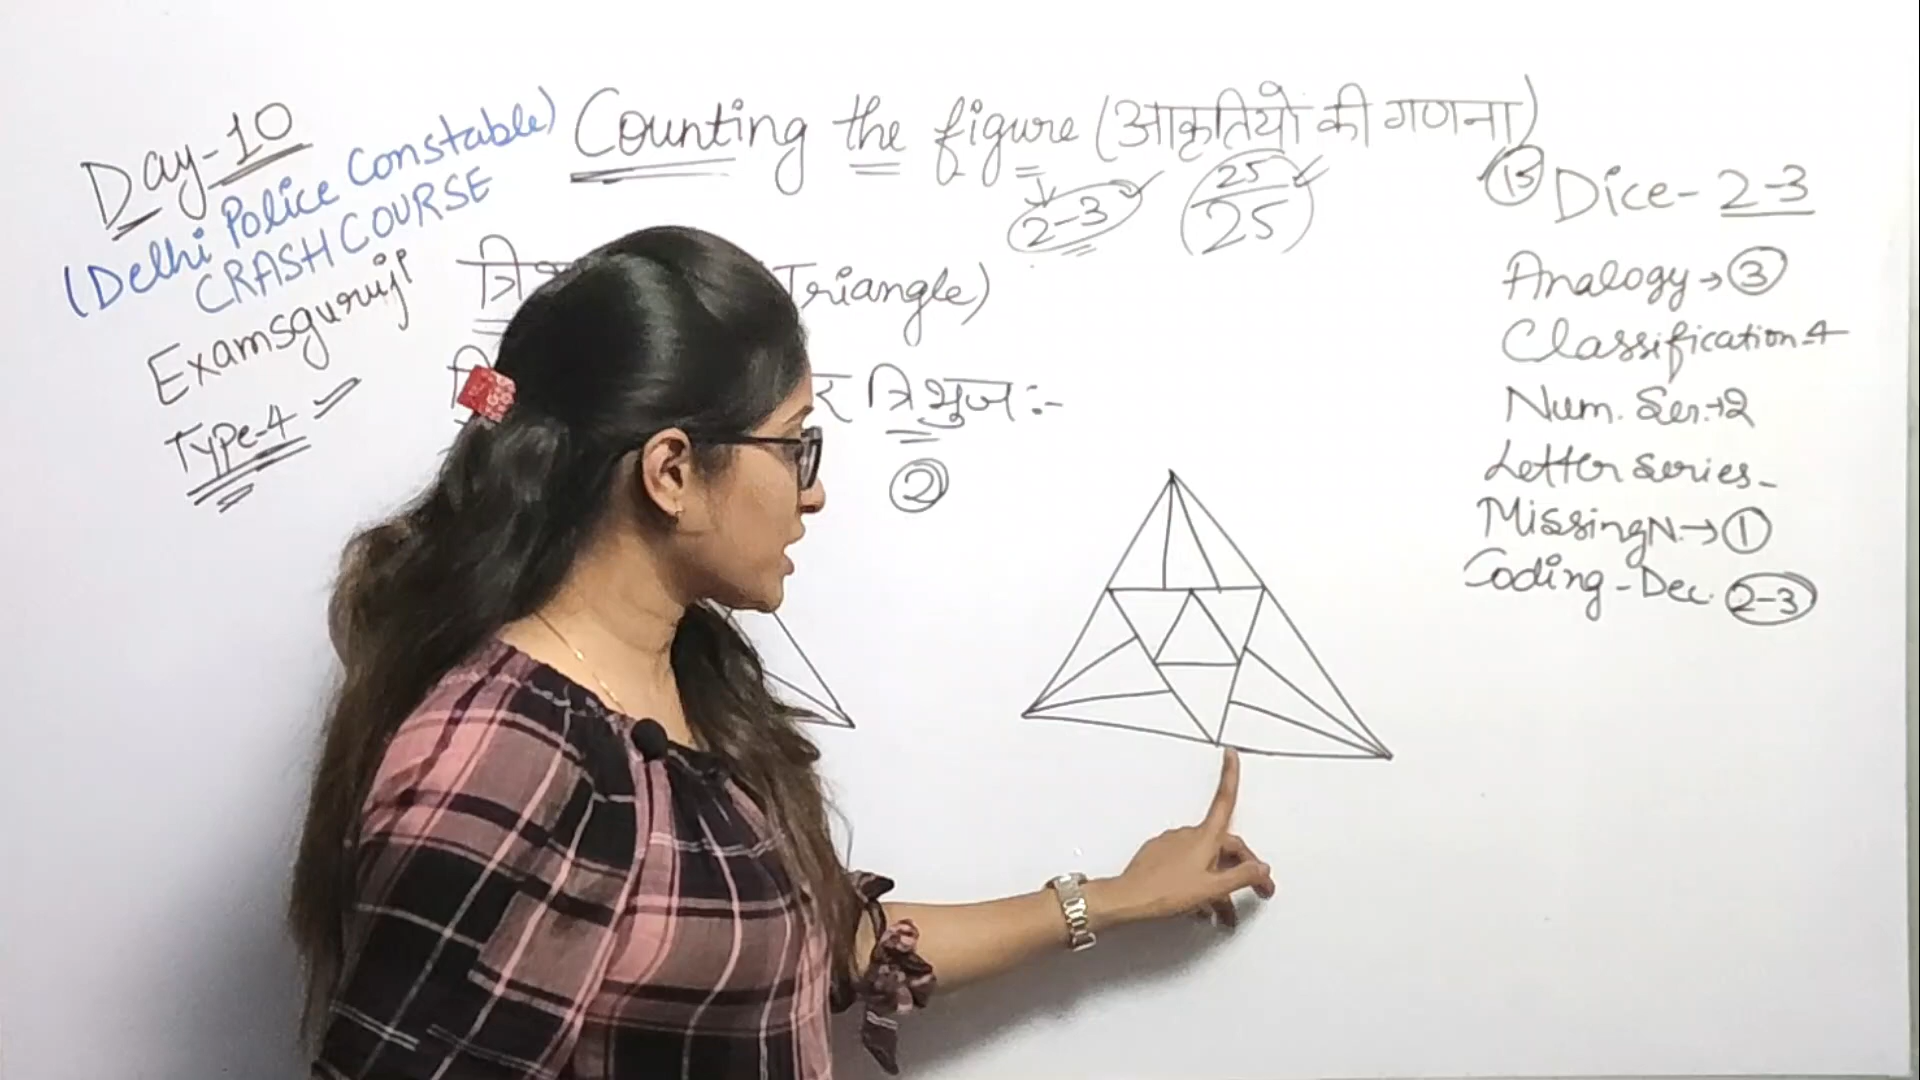 Day-10
(Delhi Police Constable)
CRASH COURSE
Examsguruji
Type-4
Counting the figure (आकृतियो की गणना)
2-3
25/25
Triangle)
त्रिभुज :-
2
15 Dice- 2-3
Analogy → 3
Classification-4
Num. Ser.→2
Letter Series-
Missing N. → 1
Coding-Dec. 2-3